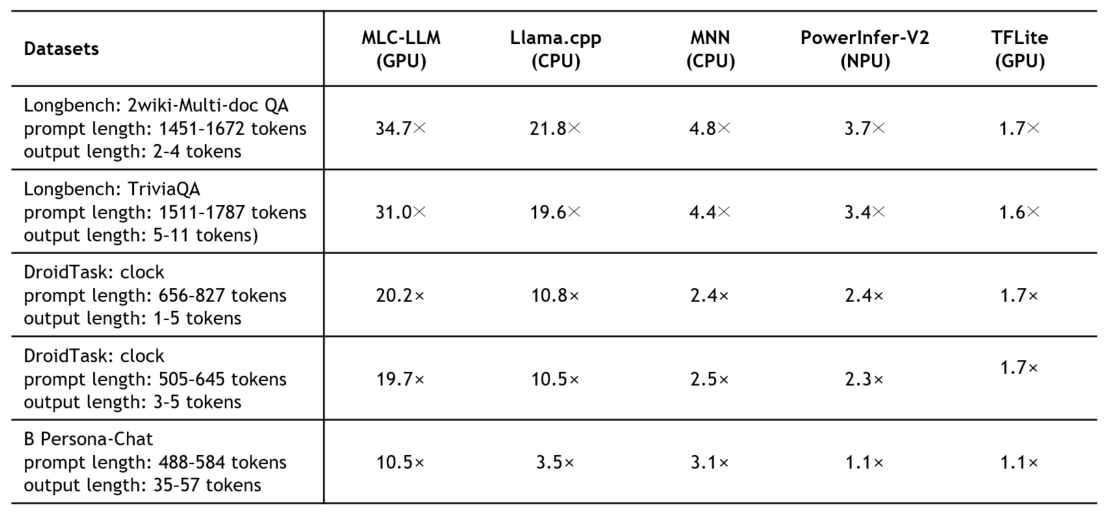 Datasets MLC-LLM Llama.cpp MNN PowerInfer-V2 TFLite
(GPU) (CPU) (CPU) (NPU) (GPU)
Longbench: 2wiki-Multi-doc QA
prompt length: 1451-1672 tokens 34.7× 21.8× 4.8× 3.7× 1.7×
output length: 2-4 tokens
Longbench: TriviaQA
prompt length: 1511-1787 tokens 31.0× 19.6× 4.4× 3.4× 1.6×
output length: 5-11 tokens)
DroidTask: clock
prompt length: 656-827 tokens 20.2× 10.8× 2.4× 2.4× 1.7×
output length: 1-5 tokens
DroidTask: clock
prompt length: 505-645 tokens 19.7× 10.5× 2.5× 2.3× 1.7×
output length: 3-5 tokens
B Persona-Chat
prompt length: 488-584 tokens 10.5× 3.5× 3.1× 1.1× 1.1×
output length: 35-57 tokens